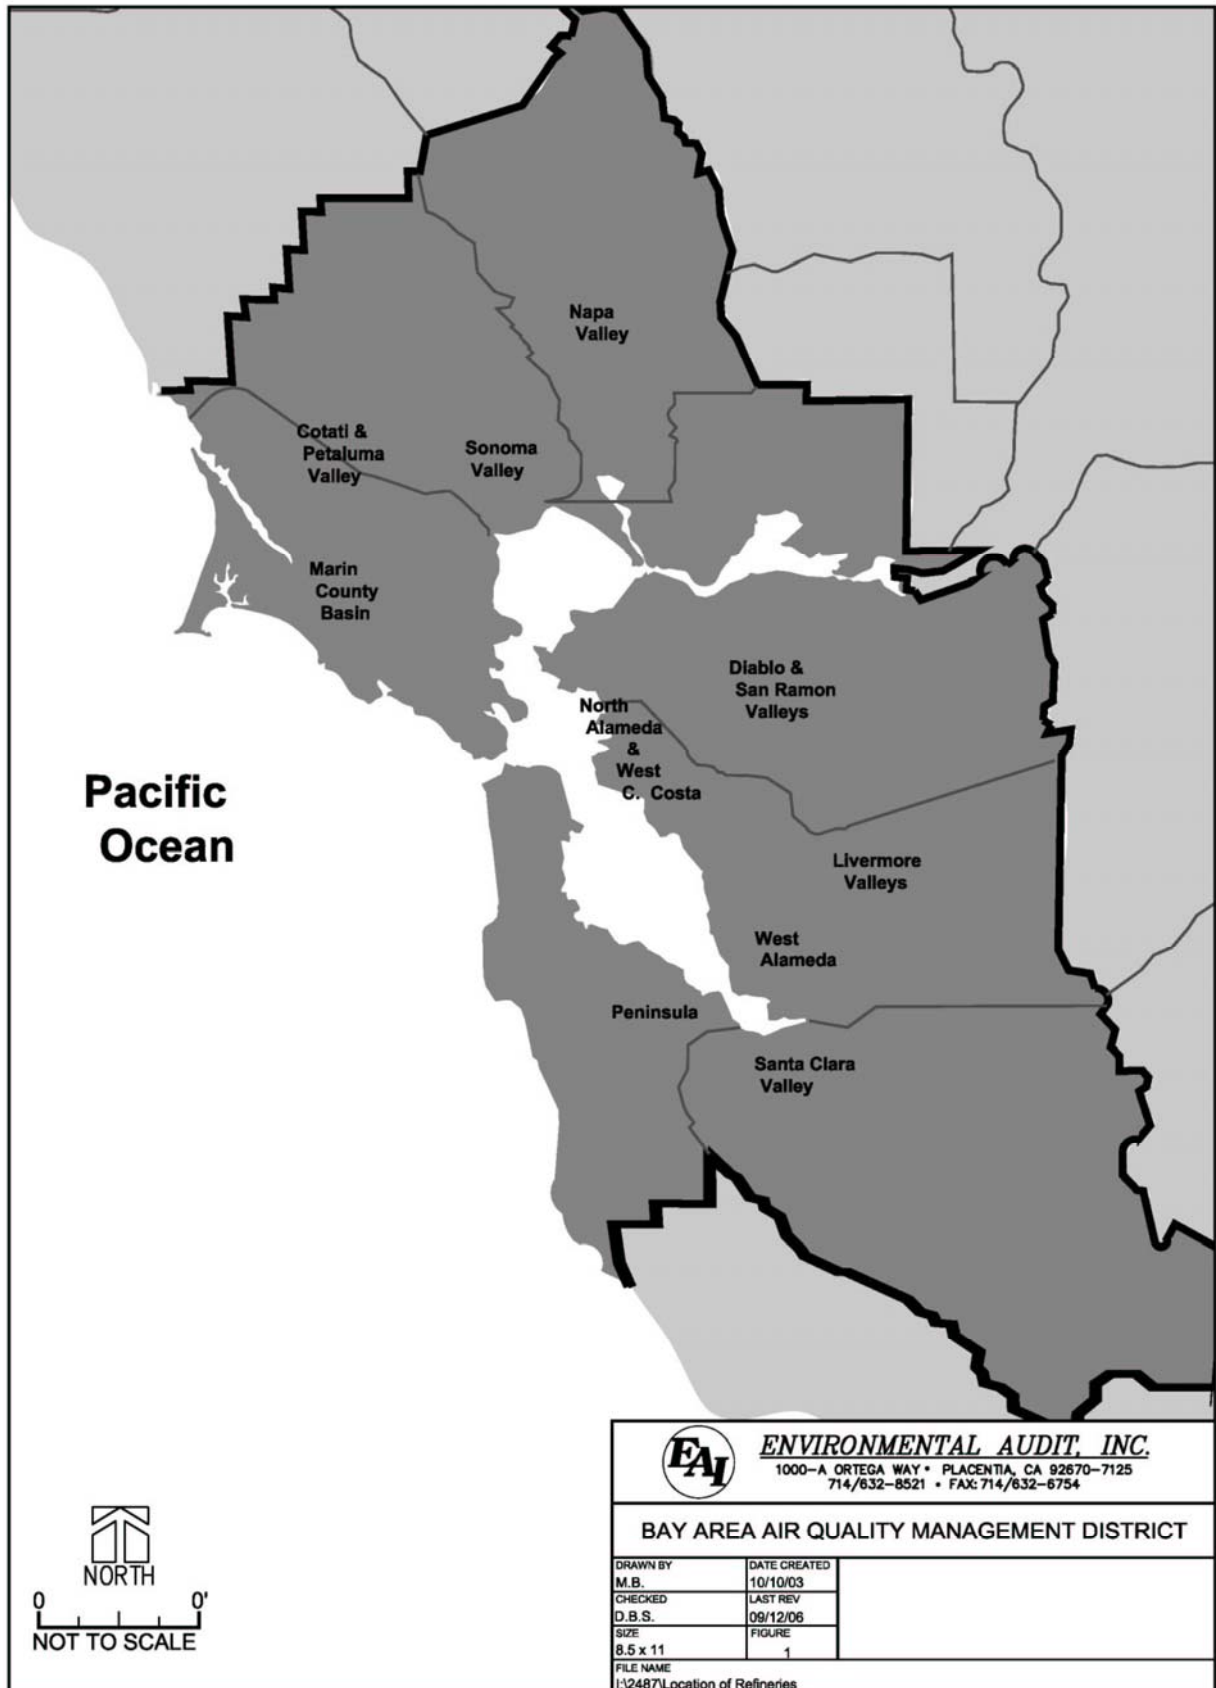 Napa
Valley
Cotati &
Petaluma
Valley
Sonoma
Valley
Marin
County
Basin
Diablo &
San Ramon
Valleys
North
Alameda
&
West
C. Costa
Pacific
Ocean
Livermore
Valleys
West
Alameda
Peninsula
Santa Clara
Valley
EAI
ENVIRONMENTAL AUDIT, INC.
1000-A ORTEGA WAY • PLACENTIA, CA 92670-7125
714/632-8521 • FAX: 714/632-6754
BAY AREA AIR QUALITY MANAGEMENT DISTRICT
DRAWN BY
M.B.
DATE CREATED
10/10/03
CHECKED
D.B.S.
LAST REV
09/12/06
SIZE
8.5 x 11
FIGURE
1
FILE NAME
I:\2487\Location of Refineries
NORTH
0 0'
NOT TO SCALE